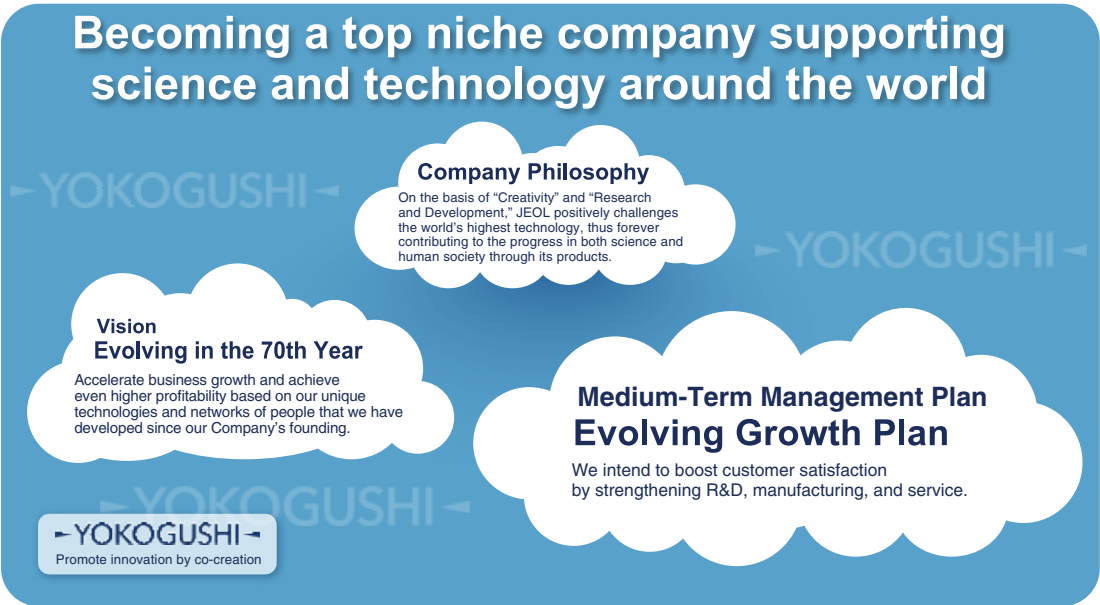 Becoming a top niche company supporting
science and technology around the world
Company Philosophy
On the basis of “Creativity” and “Research
and Development,” JEOL positively challenges
the world’s highest technology, thus forever
contributing to the progress in both science and
human society through its products.
YOKOGUSHI
YOKOGUSHI
Vision
Evolving in the 70th Year
Accelerate business growth and achieve
even higher profitability based on our unique
technologies and networks of people that we have
developed since our Company’s founding.
Medium-Term Management Plan
Evolving Growth Plan
We intend to boost customer satisfaction
by strengthening R&D, manufacturing, and service.
YOKOGUSHI
YOKOGUSHI
Promote innovation by co-creation